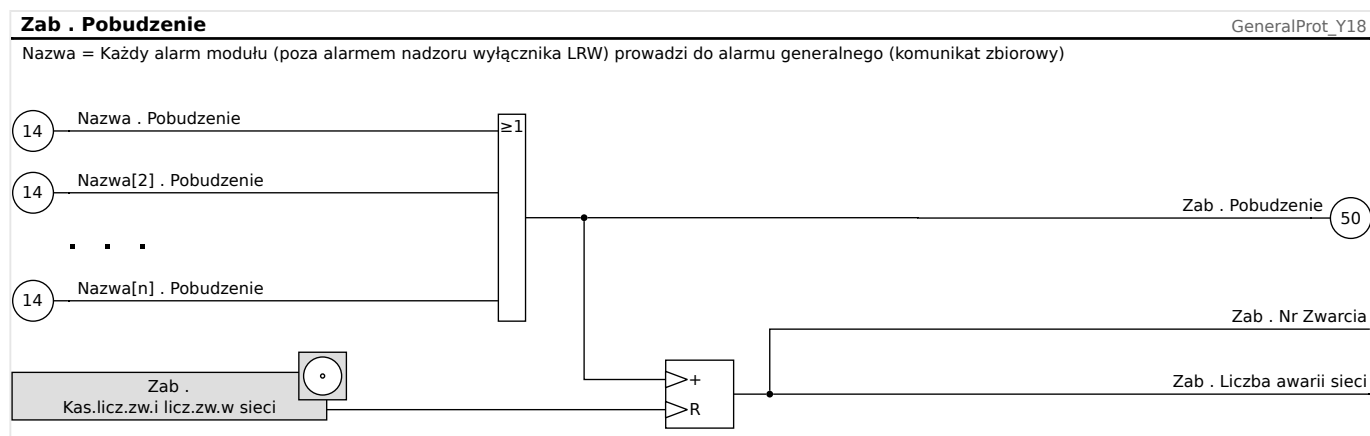 Zab . Pobudzenie
GeneralProt_Y18
Nazwa = Każdy alarm modułu (poza alarmem nadzoru wyłącznika LRW) prowadzi do alarmu generalnego (komunikat zbiorowy)
14
Nazwa . Pobudzenie
≥1
14
Nazwa[2] . Pobudzenie
Zab . Pobudzenie
50
14
Nazwa[n] . Pobudzenie
Zab . Nr Zwarcia
Zab .
Kas.licz.zw.i licz.zw.w sieci
+
R
Zab . Liczba awarii sieci